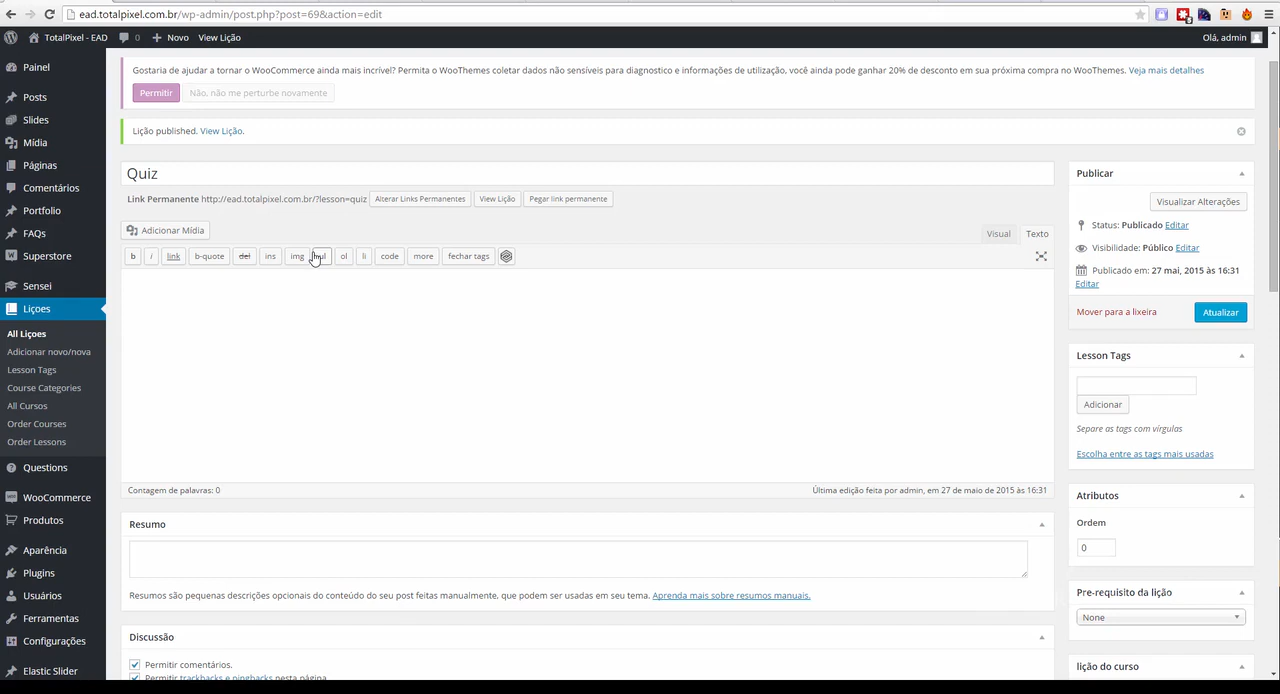 ead.totalpixel.com.br/wp-admin/post.php?post=69&action=edit
TotalPixel - EAD 0 Novo View Lição Olá, admin
Painel
Posts
Slides
Mídia
Páginas
Comentários
Portfolio
FAQs
Superstore
Sensei
Liçoes
All Liçoes
Adicionar novo/nova
Lesson Tags
Course Categories
All Cursos
Order Courses
Order Lessons
Questions
WooCommerce
Produtos
Aparência
Plugins
Usuários
Ferramentas
Configurações
Elastic Slider
Gostaria de ajudar a tornar o WooCommerce ainda mais incrível? Permita o WooThemes coletar dados não sensíveis para diagnostico e informações de utilização, você ainda pode ganhar 20% de desconto em sua próxima compra no WooThemes. Veja mais detalhes
Permitir Não, não me perturbe novamente
Lição published. View Lição.
Quiz
Link Permanente http://ead.totalpixel.com.br/?lesson=quiz Alterar Links Permanentes View Lição Pegar link permanente
Adicionar Mídia Visual Texto
b i link b-quote del ins img ul ol li code more fechar tags
Contagem de palavras: 0 Última edição feita por admin, em 27 de maio de 2015 às 16:31
Resumo
Resumos são pequenas descrições opcionais do conteúdo do seu post feitas manualmente, que podem ser usadas em seu tema. Aprenda mais sobre resumos manuais.
Discussão
Permitir comentários.
Permitir trackbacks e pingbacks nesta página.
Publicar
Visualizar Alterações
Status: Publicado Editar
Visibilidade: Público Editar
Publicado em: 27 mai, 2015 às 16:31
Editar
Mover para a lixeira Atualizar
Lesson Tags
Adicionar
Separe as tags com vírgulas
Escolha entre as tags mais usadas
Atributos
Ordem
0
Pre-requisito da lição
None
lição do curso